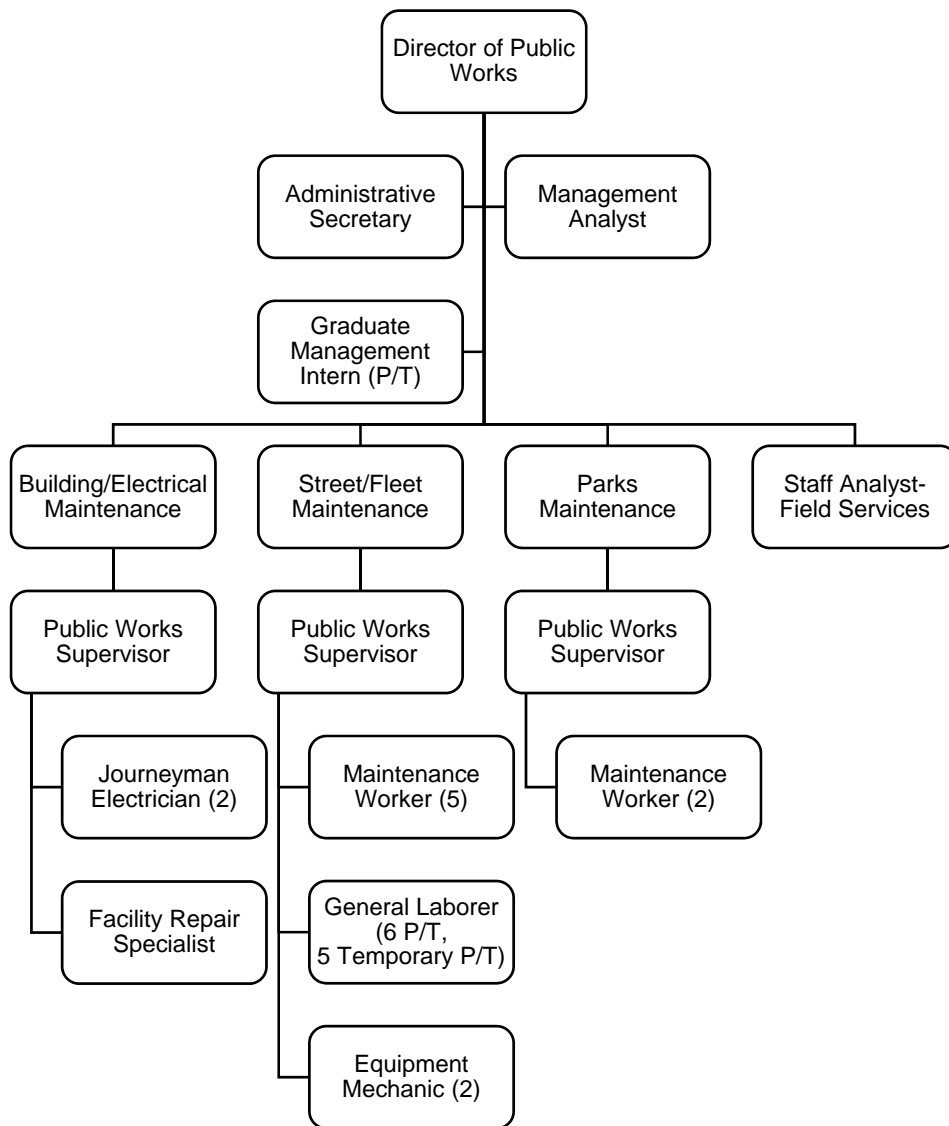 Director of Public
Works
Administrative
Secretary
Management
Analyst
Graduate
Management
Intern (P/T)
Building/Electrical
Maintenance
Street/Fleet
Maintenance
Parks
Maintenance
Staff Analyst-
Field Services
Public Works
Supervisor
Public Works
Supervisor
Public Works
Supervisor
Journeyman
Electrician (2)
Maintenance
Worker (5)
Maintenance
Worker (2)
Facility Repair
Specialist
General Laborer
(6 P/T,
5 Temporary P/T)
Equipment
Mechanic (2)